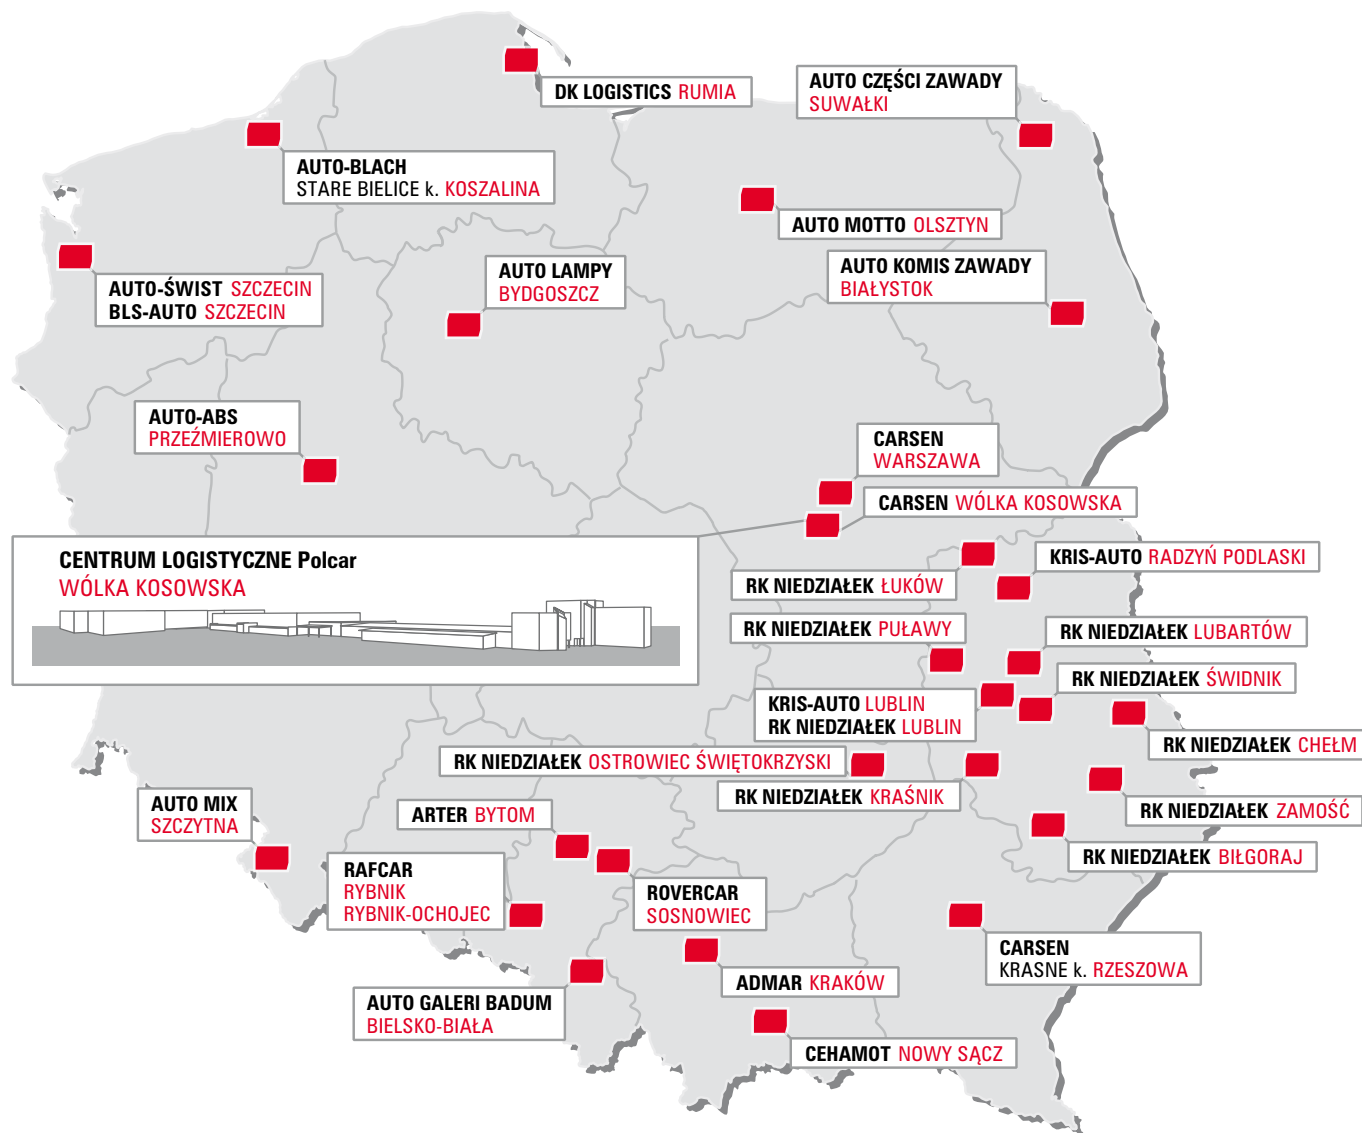 DK LOGISTICS RUMIA
AUTO CZĘŚCI ZAWADY
SUWAŁKI
AUTO-BLACH
STARE BIELICE k. KOSZALINA
AUTO MOTTO OLSZTYN
AUTO-ŚWIST SZCZECIN
BLS-AUTO SZCZECIN
AUTO LAMPY
BYDGOSZCZ
AUTO KOMIS ZAWADY
BIAŁYSTOK
AUTO-ABS
PRZEŹMIEROWO
CARSEN
WARSZAWA
CARSEN WÓLKA KOSOWSKA
CENTRUM LOGISTYCZNE Polcar
WÓLKA KOSOWSKA
KRIS-AUTO RADZYŃ PODLASKI
RK NIEDZIAŁEK ŁUKÓW
RK NIEDZIAŁEK PUŁAWY
RK NIEDZIAŁEK LUBARTÓW
RK NIEDZIAŁEK ŚWIDNIK
KRIS-AUTO LUBLIN
RK NIEDZIAŁEK LUBLIN
RK NIEDZIAŁEK CHEŁM
RK NIEDZIAŁEK OSTROWIEC ŚWIĘTOKRZYSKI
RK NIEDZIAŁEK KRAŚNIK
RK NIEDZIAŁEK ZAMOŚĆ
AUTO MIX
SZCZYTNA
ARTER BYTOM
RK NIEDZIAŁEK BIŁGORAJ
RAFCAR
RYBNIK
RYBNIK-OCHOJEC
ROVERCAR
SOSNOWIEC
CARSEN
KRASNE k. RZESZOWA
ADMAR KRAKÓW
AUTO GALERI BADUM
BIELSKO-BIAŁA
CEHAMOT NOWY SĄCZ